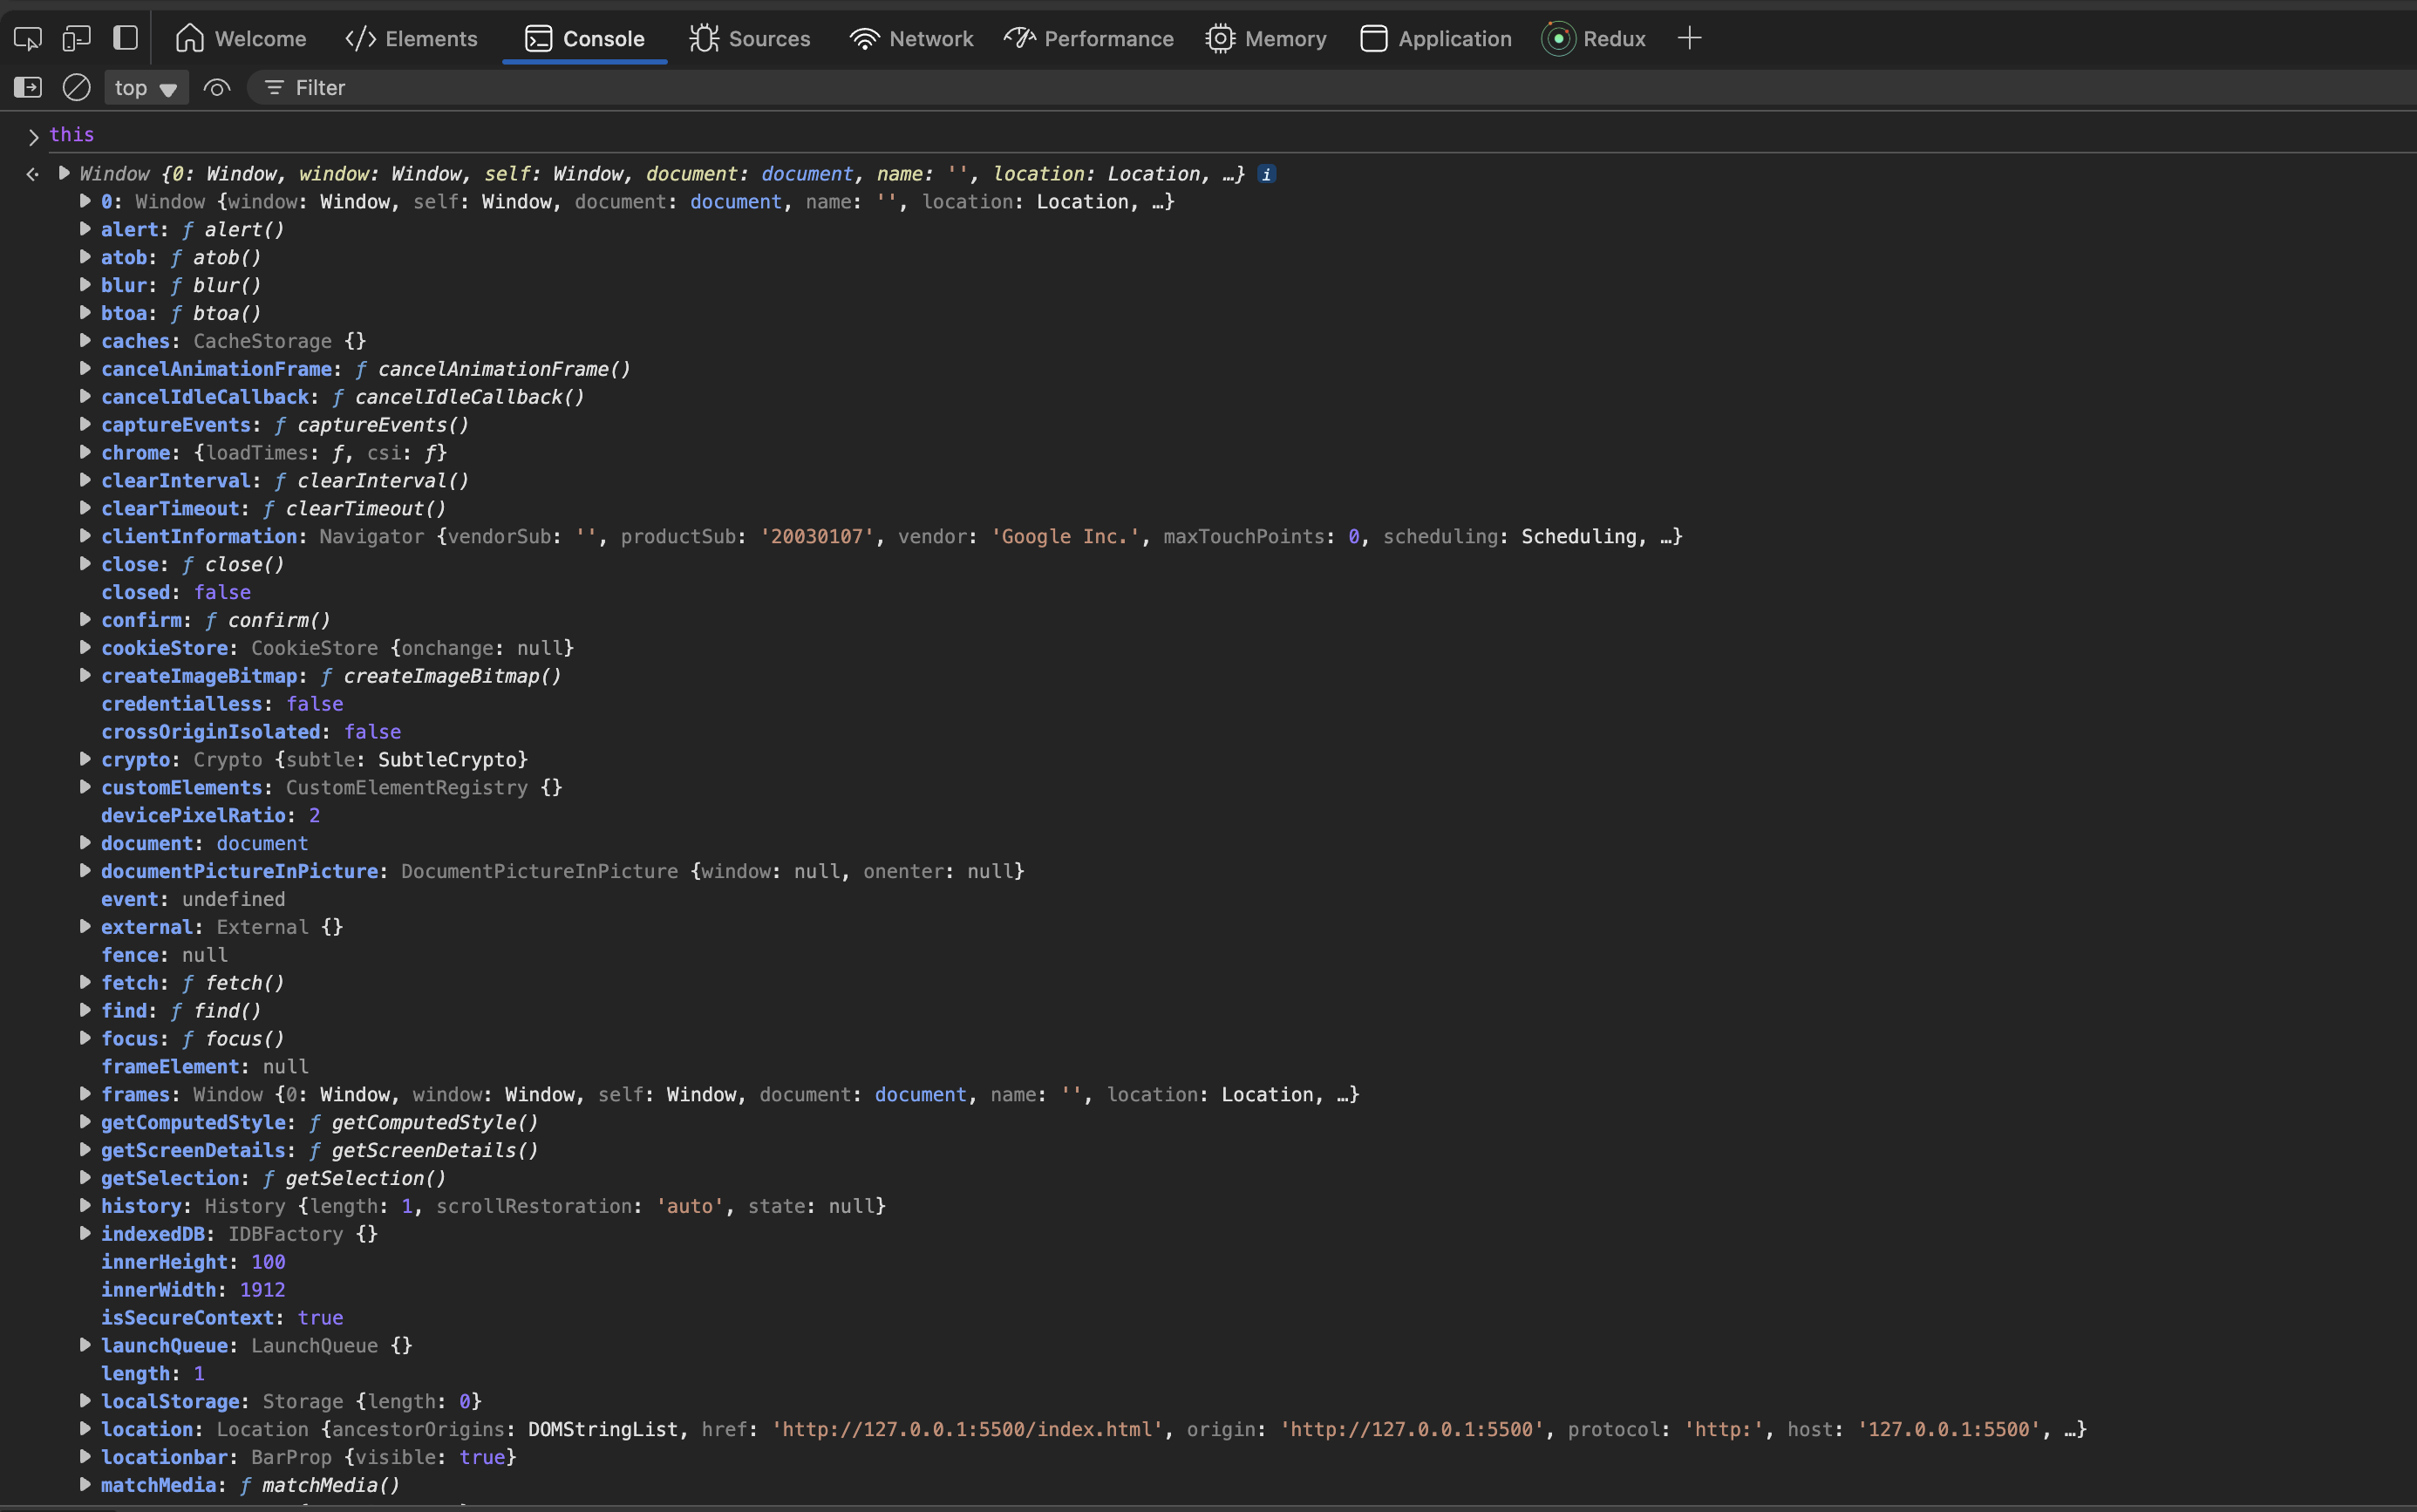 Welcome Elements Console Sources Network Performance Memory Application Redux
top Filter
this
Window {0: Window, window: Window, self: Window, document: document, name: '', location: Location, …} i
0: Window {window: Window, self: Window, document: document, name: '', location: Location, …}
alert: ƒ alert()
atob: ƒ atob()
blur: ƒ blur()
btoa: ƒ btoa()
caches: CacheStorage {}
cancelAnimationFrame: ƒ cancelAnimationFrame()
cancelIdleCallback: ƒ cancelIdleCallback()
captureEvents: ƒ captureEvents()
chrome: {loadTimes: ƒ, csi: ƒ}
clearInterval: ƒ clearInterval()
clearTimeout: ƒ clearTimeout()
clientInformation: Navigator {vendorSub: '', productSub: '20030107', vendor: 'Google Inc.', maxTouchPoints: 0, scheduling: Scheduling, …}
close: ƒ close()
closed: false
confirm: ƒ confirm()
cookieStore: CookieStore {onchange: null}
createImageBitmap: ƒ createImageBitmap()
credentialless: false
crossOriginIsolated: false
crypto: Crypto {subtle: SubtleCrypto}
customElements: CustomElementRegistry {}
devicePixelRatio: 2
document: document
documentPictureInPicture: DocumentPictureInPicture {window: null, onenter: null}
event: undefined
external: External {}
fence: null
fetch: ƒ fetch()
find: ƒ find()
focus: ƒ focus()
frameElement: null
frames: Window {0: Window, window: Window, self: Window, document: document, name: '', location: Location, …}
getComputedStyle: ƒ getComputedStyle()
getScreenDetails: ƒ getScreenDetails()
getSelection: ƒ getSelection()
history: History {length: 1, scrollRestoration: 'auto', state: null}
indexedDB: IDBFactory {}
innerHeight: 100
innerWidth: 1912
isSecureContext: true
launchQueue: LaunchQueue {}
length: 1
localStorage: Storage {length: 0}
location: Location {ancestorOrigins: DOMStringList, href: 'http://127.0.0.1:5500/index.html', origin: 'http://127.0.0.1:5500', protocol: 'http:', host: '127.0.0.1:5500', …}
locationbar: BarProp {visible: true}
matchMedia: ƒ matchMedia()